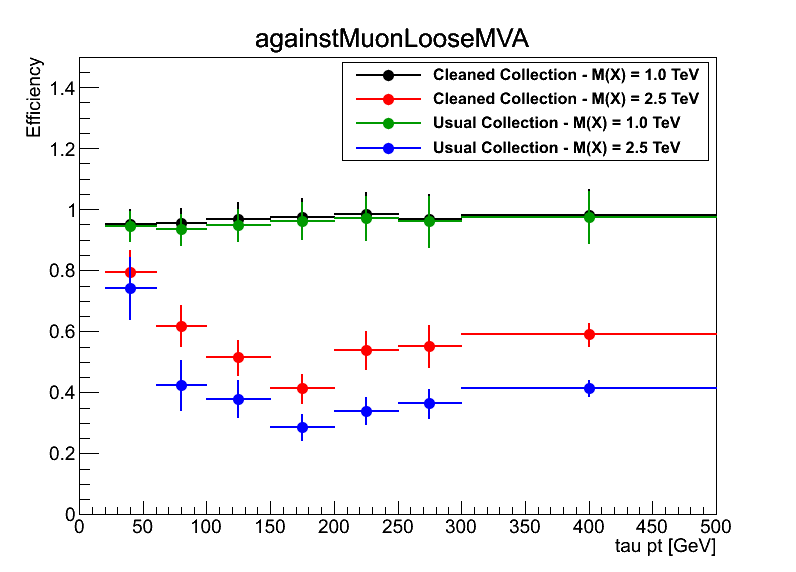 againstMuonLooseMVA
Efficiency
Cleaned Collection - M(X) = 1.0 TeV
Cleaned Collection - M(X) = 2.5 TeV
Usual Collection - M(X) = 1.0 TeV
Usual Collection - M(X) = 2.5 TeV
1.4
1.2
1
0.8
0.6
0.4
0.2
0
0 50 100 150 200 250 300 350 400 450 500
tau pt [GeV]